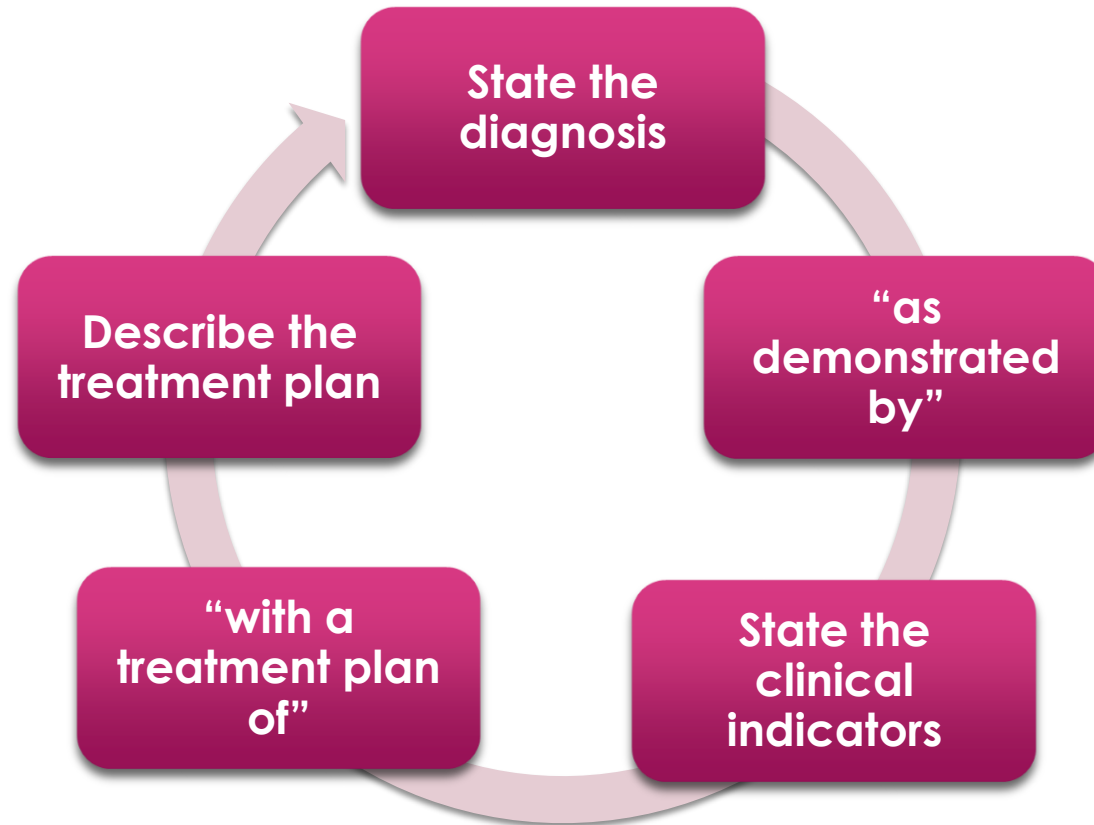 State the
diagnosis
“as
demonstrated
by”
State the
clinical
indicators
“with a
treatment plan
of”
Describe the
treatment plan